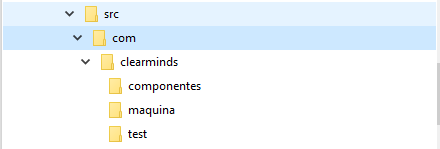 src
com
clearminds
componentes
maquina
test